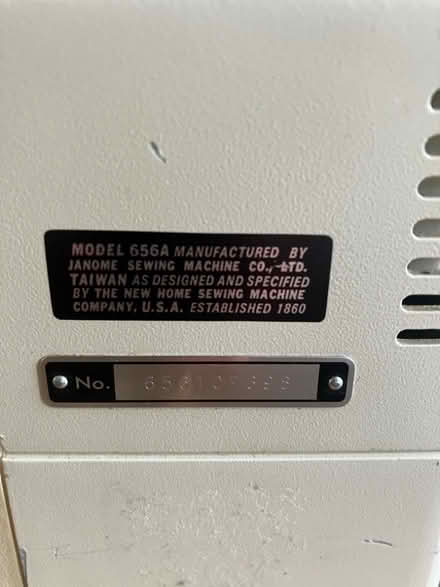 MODEL 656A MANUFACTURED BY
JANOME SEWING MACHINE CO., LTD.
TAIWAN AS DESIGNED AND SPECIFIED
BY THE NEW HOME SEWING MACHINE
COMPANY, U.S.A. ESTABLISHED 1860
No.